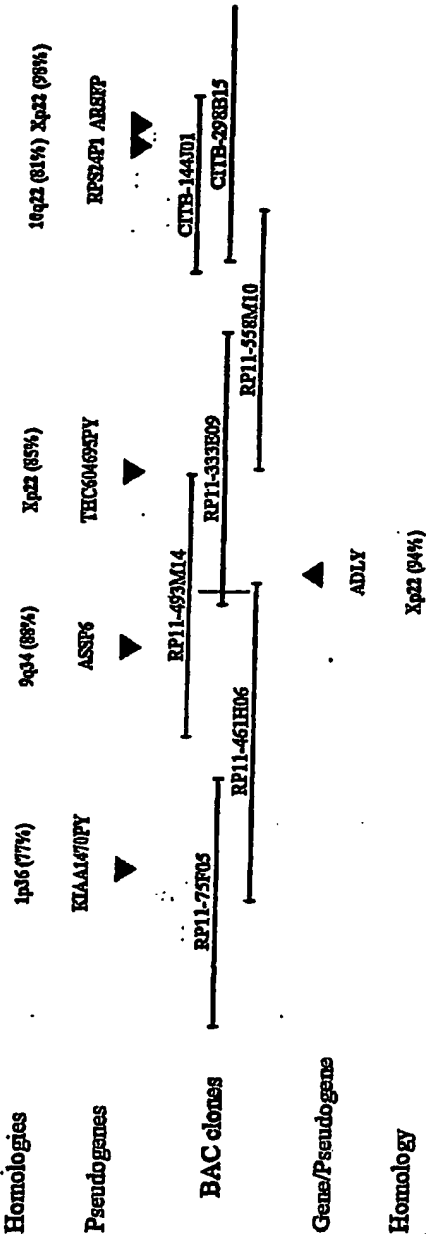 Homologies
1p36 (77%) 9q34 (88%) Xp22 (85%) 10q22 (81%) Xp22 (96%)
Pseudogenes
KIAA1470PY ASSP6 THC604695PY RPS24P1 ARSFP
BAC clones
CITB-144J01
RP11-493M14
CITB-298B15
RP11-75F05
RP11-333E09
RP11-461H06
RP11-558M10
Gene/Pseudogene
ADLY
Homology
Xp22 (94%)